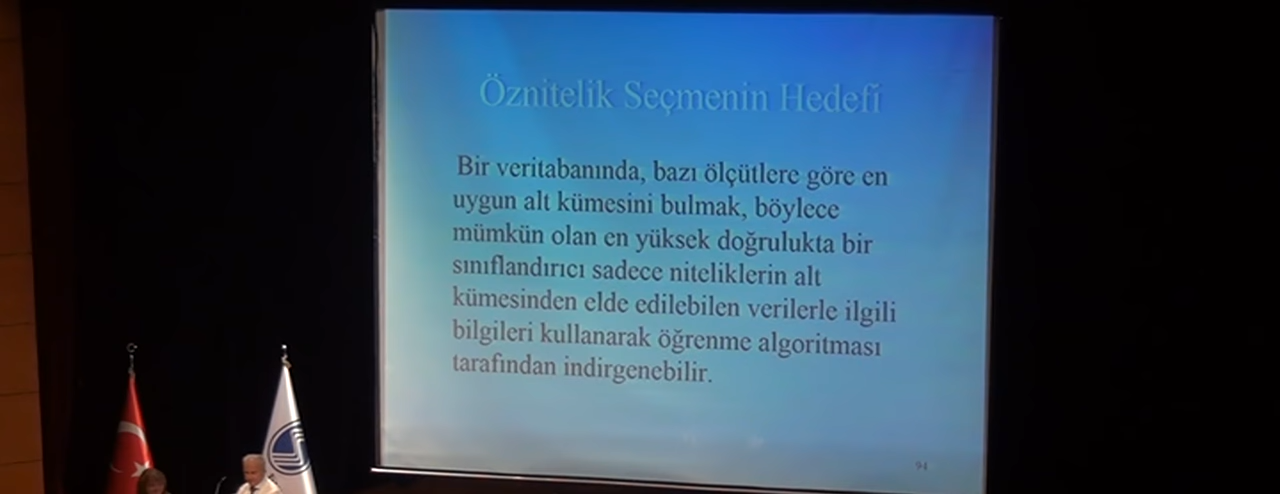 Öznitelik Seçmenin Hedefi
Bir veritabanında, bazı ölçütlere göre en
uygun alt kümesini bulmak, böylece
mümkün olan en yüksek doğrulukta bir
sınıflandırıcı sadece niteliklerin alt
kümesinden elde edilebilen verilerle ilgili
bilgileri kullanarak öğrenme algoritması
tarafından indirgenebilir.
94